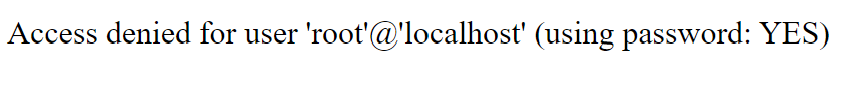 Access denied for user 'root'@'localhost' (using password: YES)